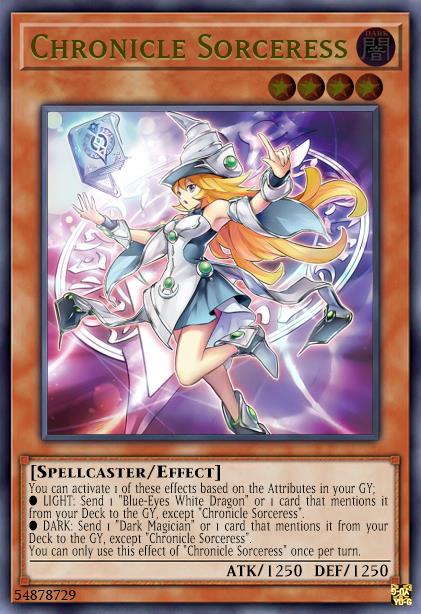 Chronicle Sorceress
DARK
闇
[Spellcaster/Effect]
You can activate 1 of these effects based on the Attributes in your GY;
● LIGHT: Send 1 "Blue-Eyes White Dragon" or 1 card that mentions it
from your Deck to the GY, except "Chronicle Sorceress".
● DARK: Send 1 "Dark Magician" or 1 card that mentions it from your
Deck to the GY, except "Chronicle Sorceress".
You can only use this effect of "Chronicle Sorceress" once per turn.
ATK/1250 DEF/1250
54878729